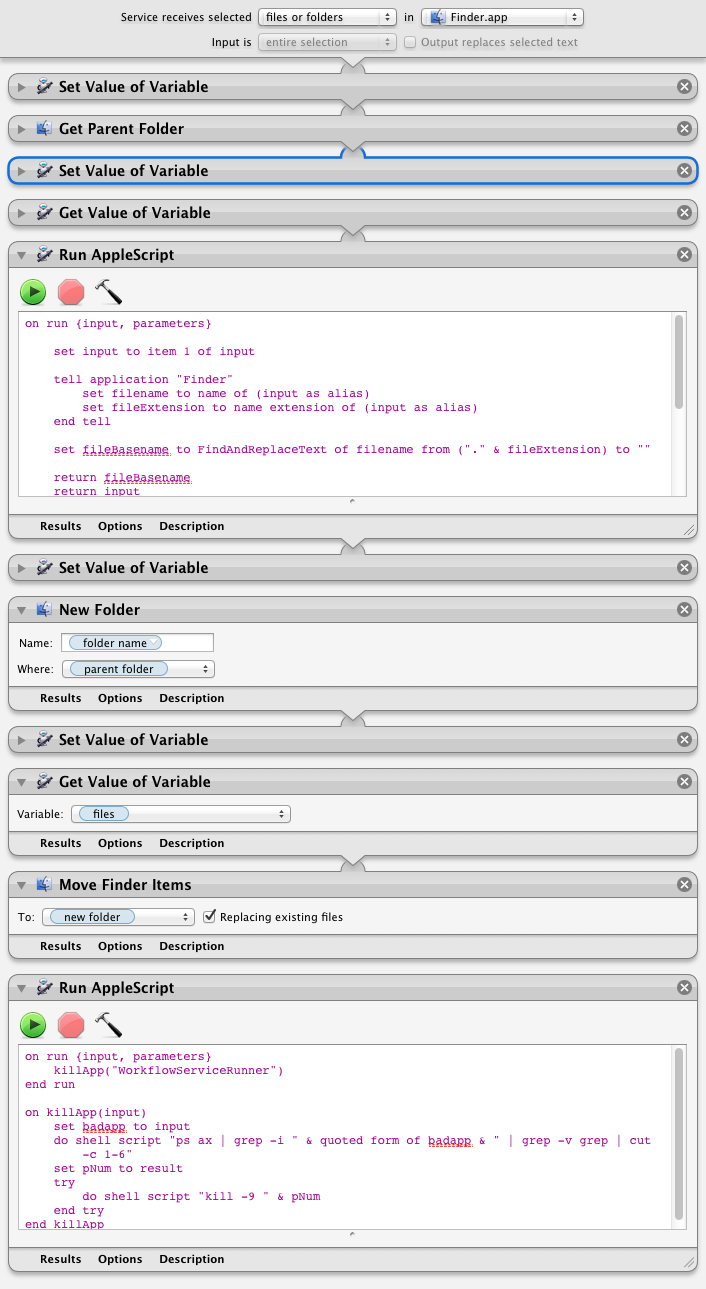 Service receives selected files or folders in Finder.app
Input is entire selection Output replaces selected text
Set Value of Variable
Get Parent Folder
Set Value of Variable
Get Value of Variable
Run AppleScript
on run {input, parameters}
set input to item 1 of input
tell application "Finder"
set filename to name of (input as alias)
set fileExtension to name extension of (input as alias)
end tell
set fileBasename to FindAndReplaceText of filename from ("." & fileExtension) to ""
return fileBasename
return input
Results Options Description
Set Value of Variable
New Folder
Name: folder name
Where: parent folder
Results Options Description
Set Value of Variable
Get Value of Variable
Variable: files
Results Options Description
Move Finder Items
To: new folder Replacing existing files
Results Options Description
Run AppleScript
on run {input, parameters}
killApp("WorkflowServiceRunner")
end run
on killApp(input)
set badapp to input
do shell script "ps ax | grep -i " & quoted form of badapp & " | grep -v grep | cut
-c 1-6"
set pNum to result
try
do shell script "kill -9 " & pNum
end try
end killApp
Results Options Description